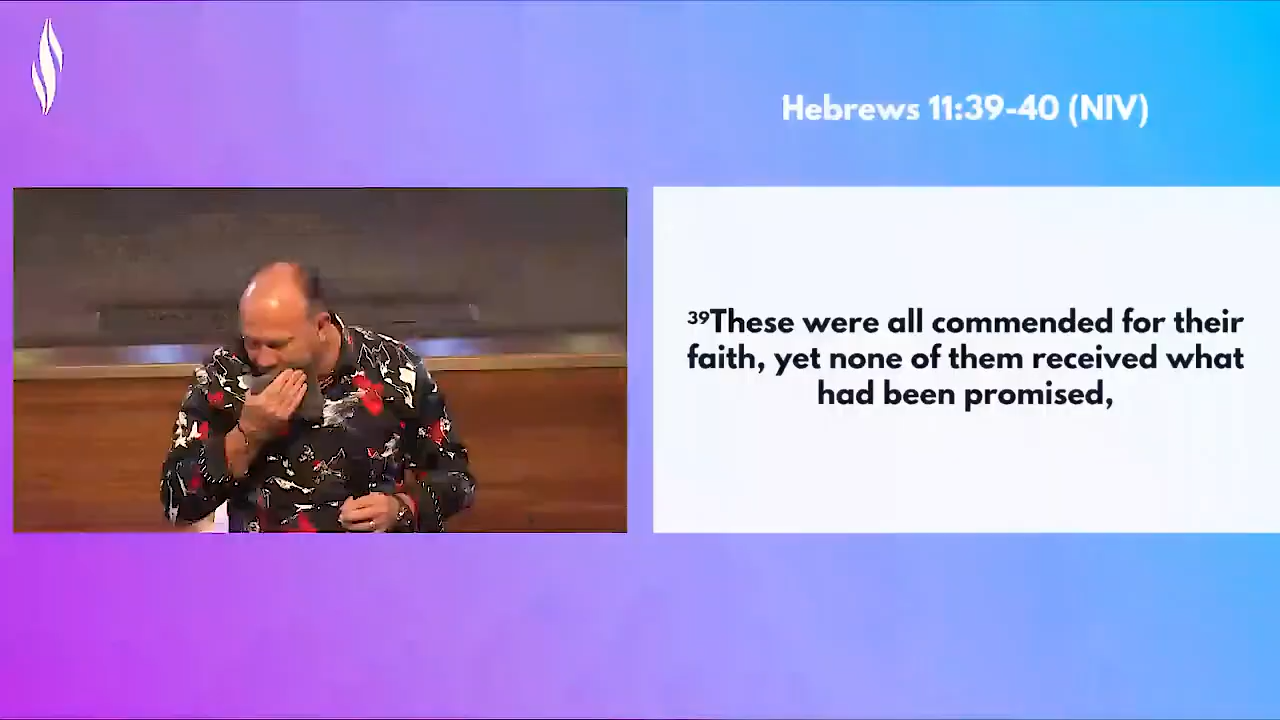 Hebrews 11:39-40 (NIV)
³⁹These were all commended for their
faith, yet none of them received what
had been promised,